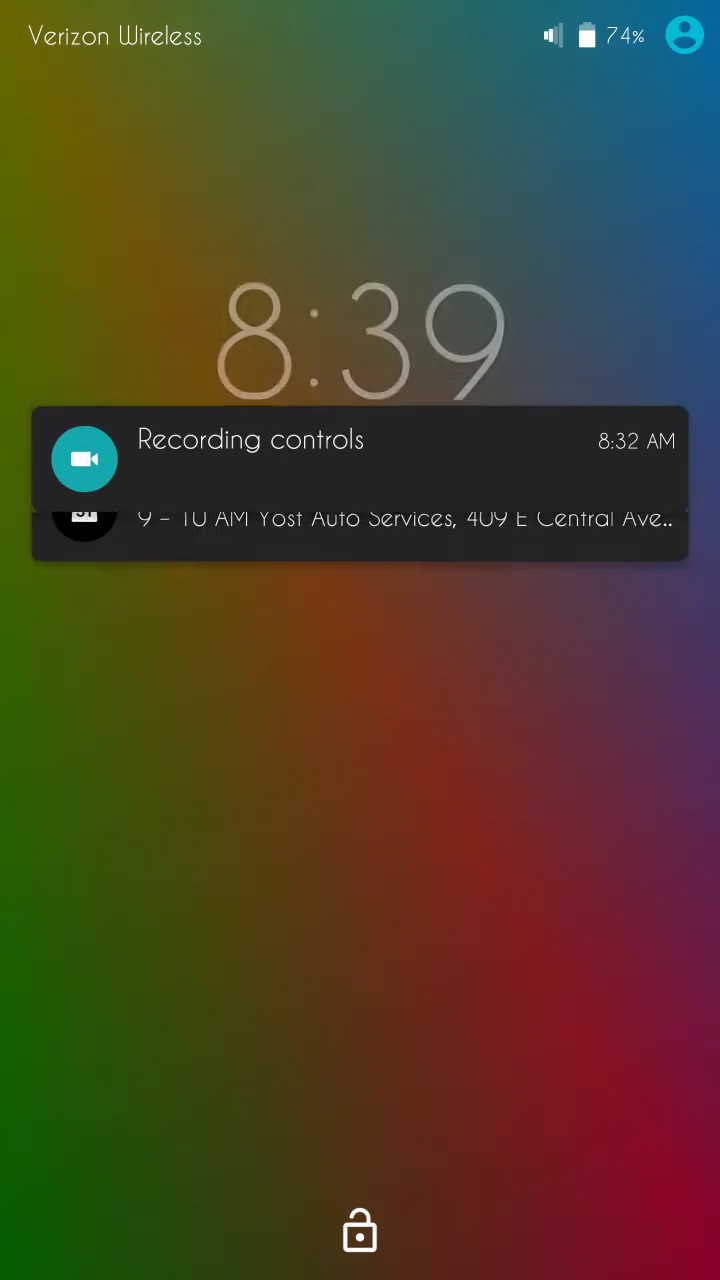 Verizon Wireless
74%
8:39
Recording controls
8:32 AM
31
9 – 10 AM Yost Auto Services, 409 E Central Ave..